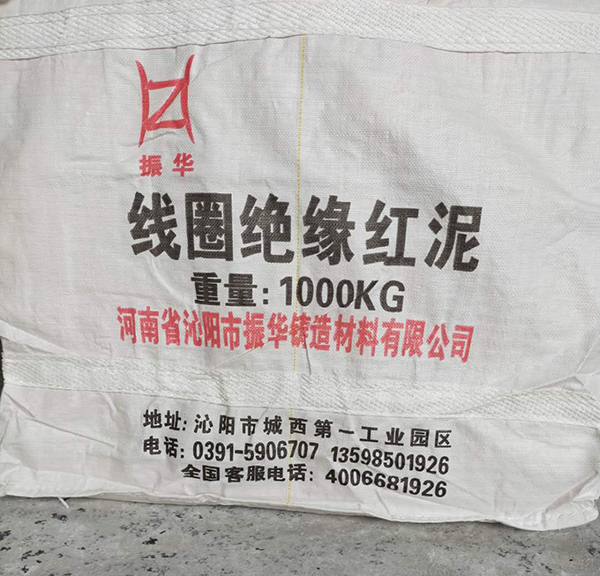 振华
线圈绝缘红泥
重量:1000KG
河南省沁阳市振华铸造材料有限公司
地址:沁阳市城西第一工业园区
电话:0391-5906707 13598501926
全国客服电话:4006681926